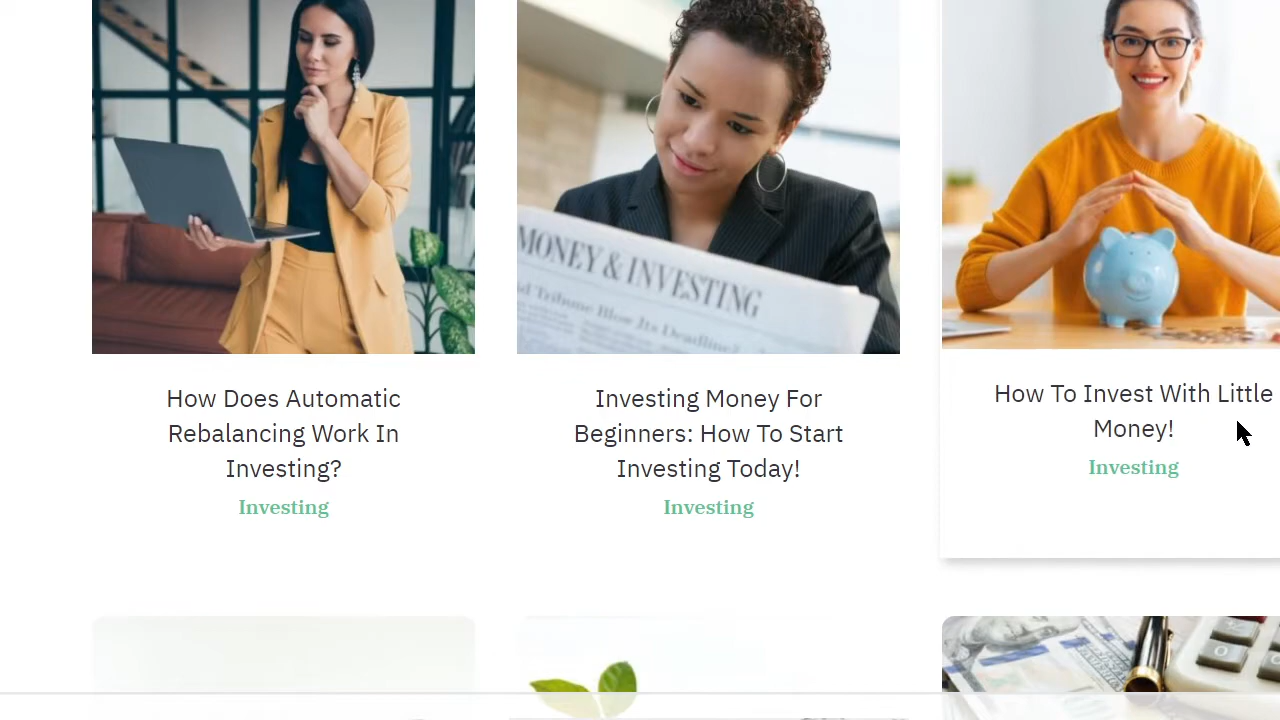 MONEY & INVESTING
How Does Automatic
Rebalancing Work In
Investing?
Investing
Investing Money For
Beginners: How To Start
Investing Today!
Investing
How To Invest With Little
Money!
Investing